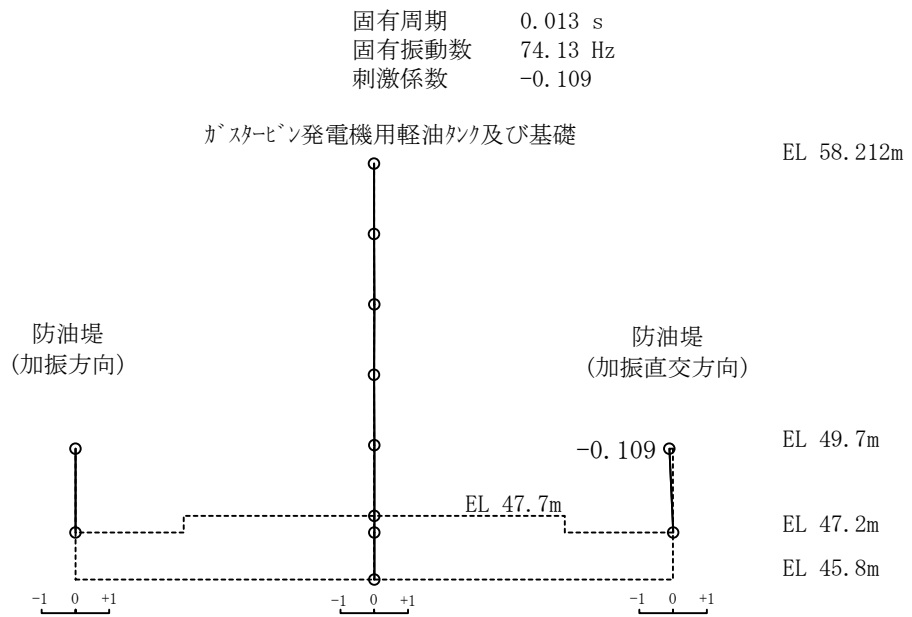 固有周期 0.013 s
固有振動数 74.13 Hz
刺激係数 -0.109
ｶﾞｽﾀｰﾋﾞﾝ発電機用軽油ﾀﾝｸ及び基礎
EL 58.212m
防油堤
(加振方向)
防油堤
(加振直交方向)
-0.109
EL 49.7m
EL 47.7m
EL 47.2m
EL 45.8m
-1 0 +1
-1 0 +1
-1 0 +1